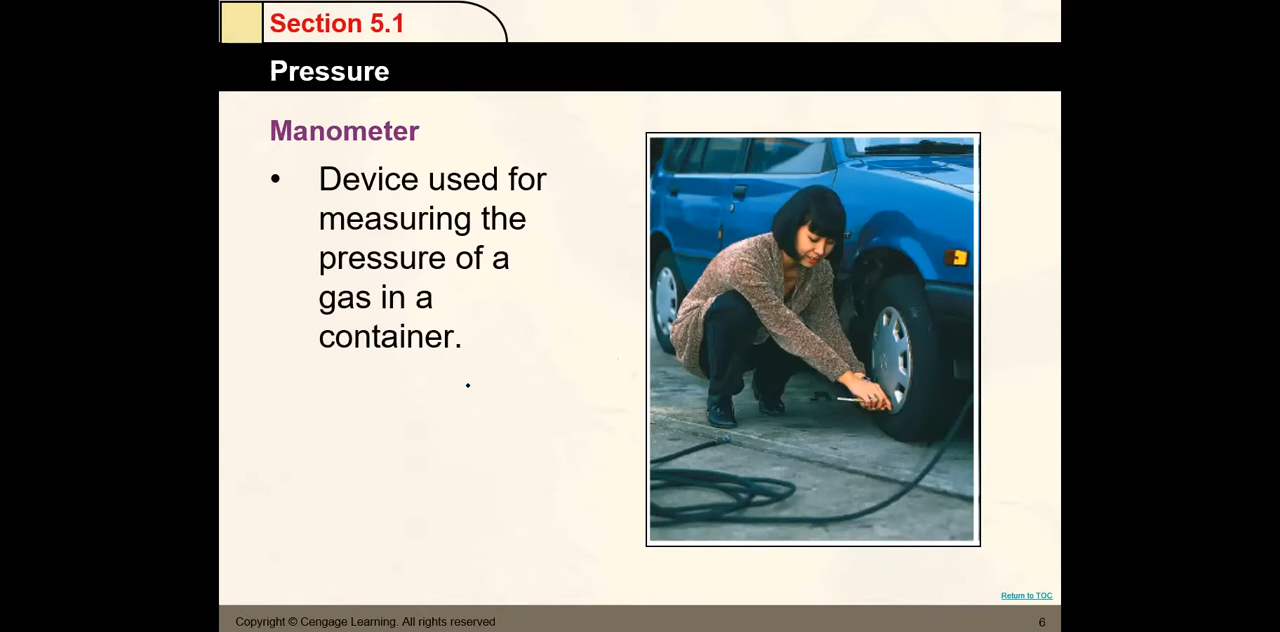 Section 5.1
Pressure
Manometer
• Device used for
measuring the
pressure of a
gas in a
container.
Return to TOC
Copyright © Cengage Learning. All rights reserved
6